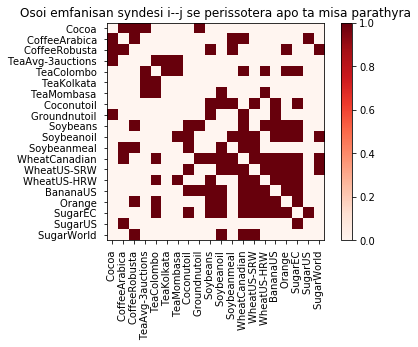 Osoi emfanisan syndesi i--j se perissotera apo ta misa parathyra
Cocoa
CoffeeArabica
CoffeeRobusta
TeaAvg-3auctions
TeaColombo
TeaKolkata
TeaMombasa
Coconutoil
Groundnutoil
Soybeans
Soybeanoil
Soybeanmeal
WheatCanadian
WheatUS-SRW
WheatUS-HRW
BananaUS
Orange
SugarEC
SugarUS
SugarWorld
Cocoa
CoffeeArabica
CoffeeRobusta
TeaAvg-3auctions
TeaColombo
TeaKolkata
TeaMombasa
Coconutoil
Groundnutoil
Soybeans
Soybeanoil
Soybeanmeal
WheatCanadian
WheatUS-SRW
WheatUS-HRW
BananaUS
Orange
SugarEC
SugarUS
SugarWorld
1.0
0.8
0.6
0.4
0.2
0.0